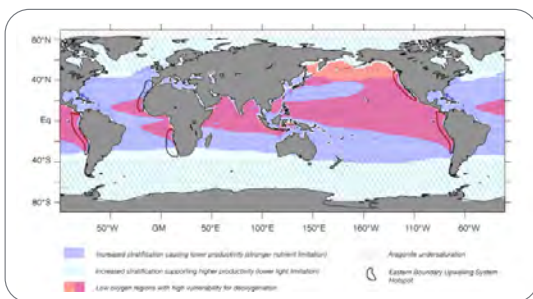 80°N
40°N
Eq
40°S
80°S
50°W GM 50°E 100°E 150°E 160°W 110°W 60°W
Increased stratification causing lower productivity (stronger nutrient limitation)
Increased stratification supporting higher productivity (lower light limitation)
Low oxygen regions with high vulnerability for deoxygenation
Aragonite undersaturation
Eastern Boundary Upwelling System
Hotspot